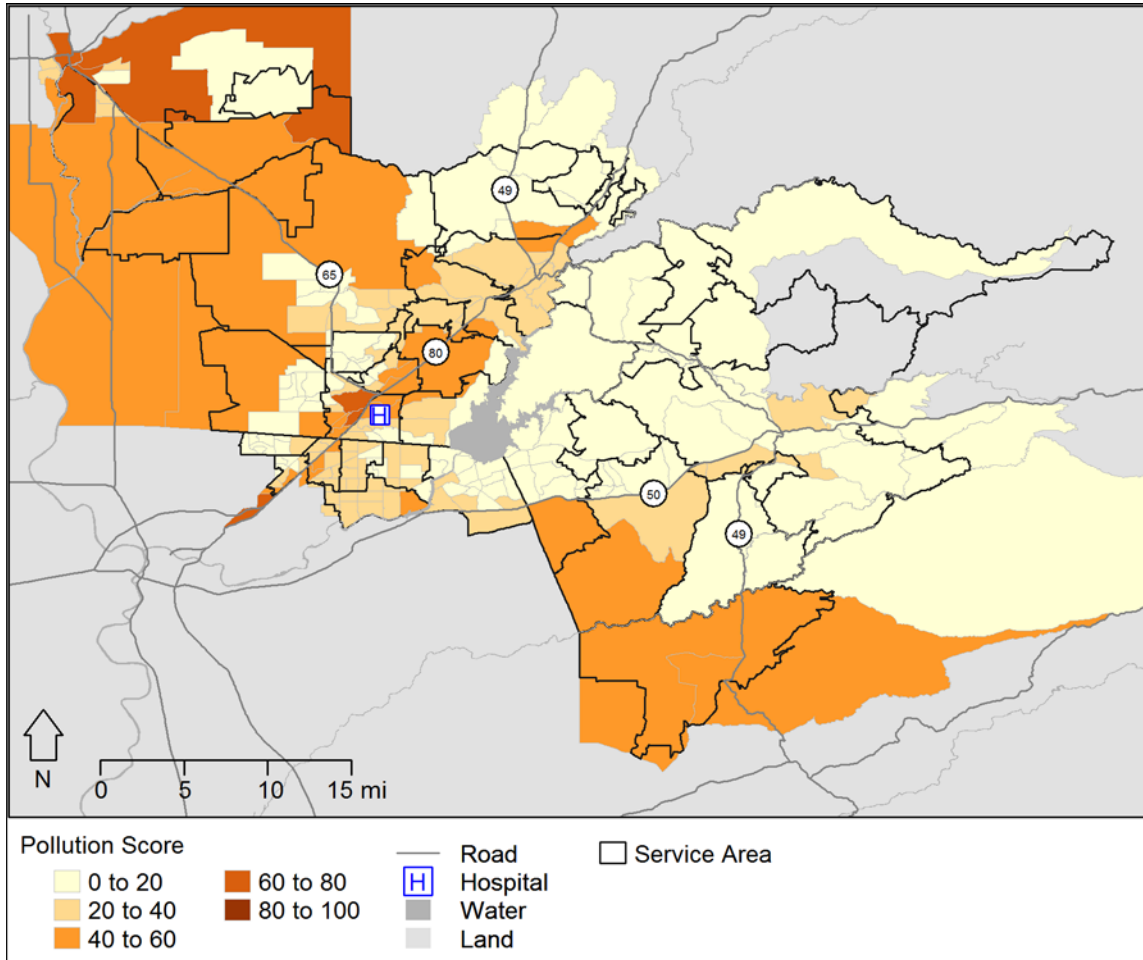 49
65
80
H
50
49
N
0 5 10 15 mi
Pollution Score
0 to 20
20 to 40
40 to 60
60 to 80
80 to 100
Road
H Hospital
Water
Land
Service Area